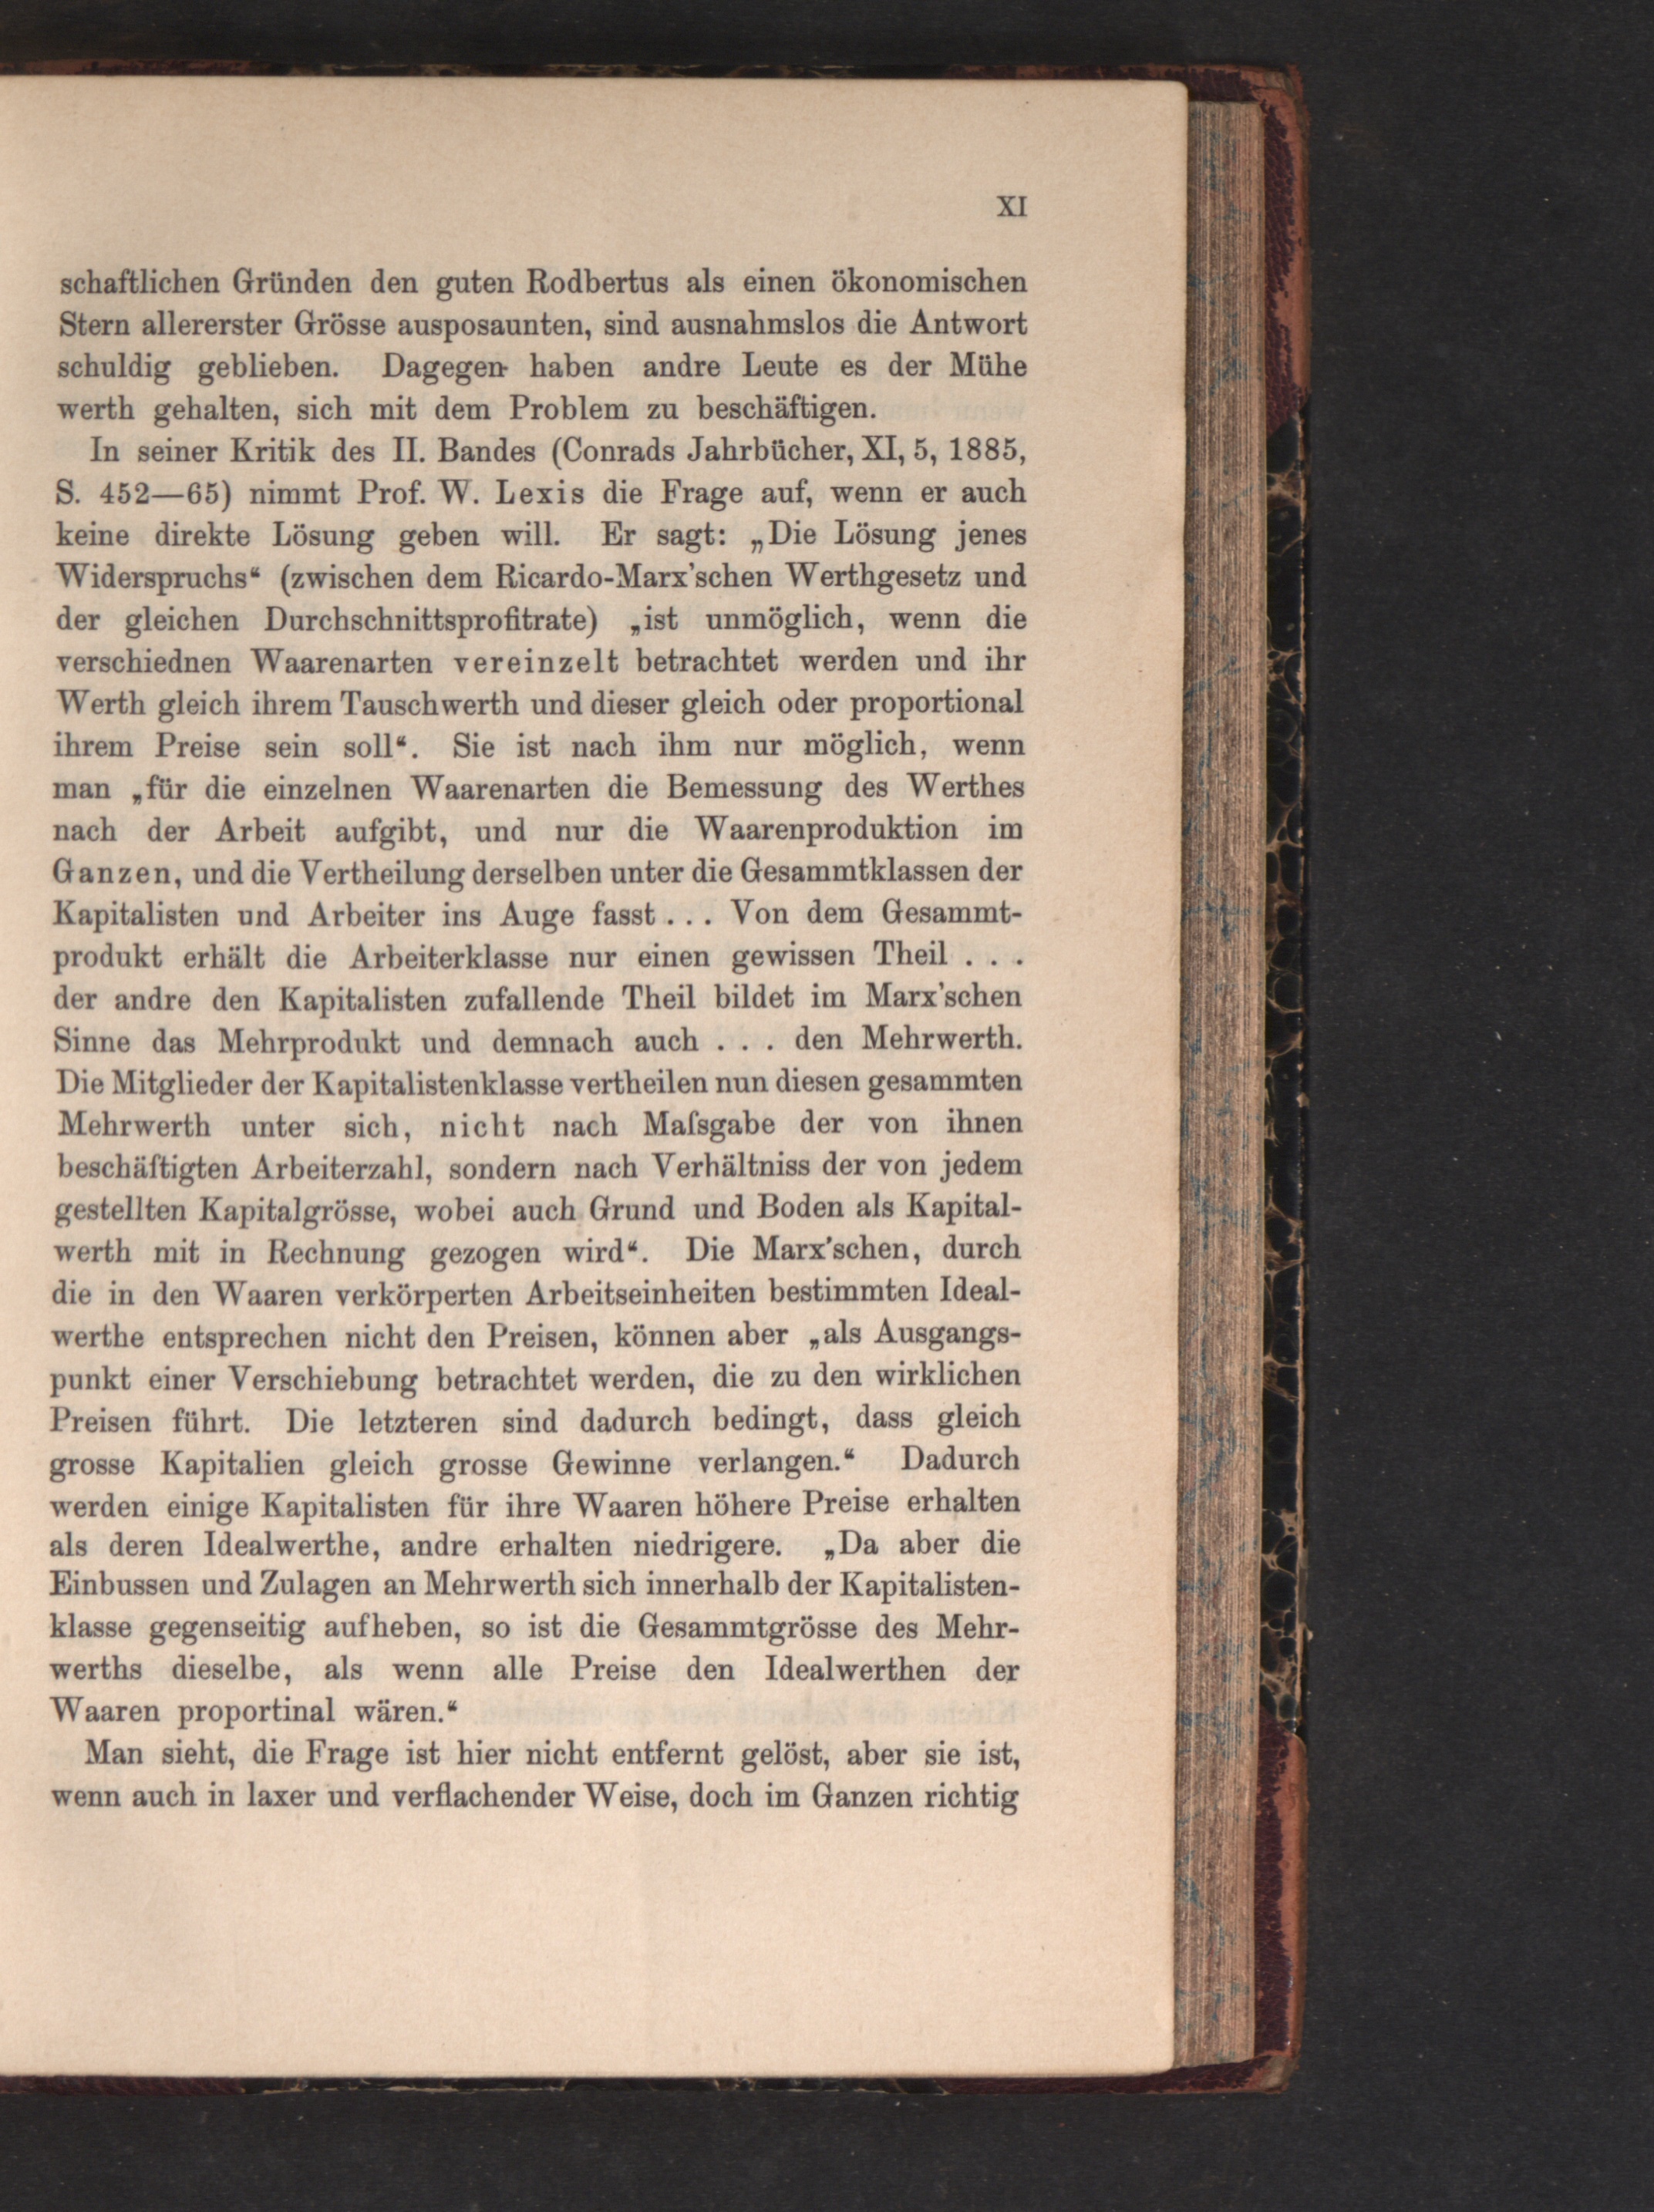 XI
schaftlichen Gründen den guten Rodbertus als einen ökonomischen
Stern allererster Grösse ausposaunten, sind ausnahmslos die Antwort
schuldig geblieben. Dagegen haben andre Leute es der Mühe
werth gehalten, sich mit dem Problem zu beschäftigen.
In seiner Kritik des II. Bandes (Conrads Jahrbücher, XI, 5, 1885,
S. 452—65) nimmt Prof. W. Lexis die Frage auf, wenn er auch
keine direkte Lösung geben will. Er sagt: „Die Lösung jenes
Widerspruchs“ (zwischen dem Ricardo-Marx'schen Werthgesetz und
der gleichen Durchschnittsprofitrate) „ist unmöglich, wenn die
verschiednen Waarenarten vereinzelt betrachtet werden und ihr
Werth gleich ihrem Tauschwerth und dieser gleich oder proportional
ihrem Preise sein soll“. Sie ist nach ihm nur möglich, wenn
man „für die einzelnen Waarenarten die Bemessung des Werthes
nach der Arbeit aufgibt, und nur die Waarenproduktion im
Ganzen, und die Vertheilung derselben unter die Gesammtklassen der
Kapitalisten und Arbeiter ins Auge fasst . . . Von dem Gesammt-
produkt erhält die Arbeiterklasse nur einen gewissen Theil . . .
der andre den Kapitalisten zufallende Theil bildet im Marx'schen
Sinne das Mehrprodukt und demnach auch . . . den Mehrwerth.
Die Mitglieder der Kapitalistenklasse vertheilen nun diesen gesammten
Mehrwerth unter sich, nicht nach Maſsgabe der von ihnen
beschäftigten Arbeiterzahl, sondern nach Verhältniss der von jedem
gestellten Kapitalgrösse, wobei auch Grund und Boden als Kapital-
werth mit in Rechnung gezogen wird“. Die Marx'schen, durch
die in den Waaren verkörperten Arbeitseinheiten bestimmten Ideal-
werthe entsprechen nicht den Preisen, können aber „als Ausgangs-
punkt einer Verschiebung betrachtet werden, die zu den wirklichen
Preisen führt. Die letzteren sind dadurch bedingt, dass gleich
grosse Kapitalien gleich grosse Gewinne verlangen.“ Dadurch
werden einige Kapitalisten für ihre Waaren höhere Preise erhalten
als deren Idealwerthe, andre erhalten niedrigere. „Da aber die
Einbussen und Zulagen an Mehrwerth sich innerhalb der Kapitalisten-
klasse gegenseitig aufheben, so ist die Gesammtgrösse des Mehr-
werths dieselbe, als wenn alle Preise den Idealwerthen der
Waaren proportinal wären.“
Man sieht, die Frage ist hier nicht entfernt gelöst, aber sie ist,
wenn auch in laxer und verflachender Weise, doch im Ganzen richtig